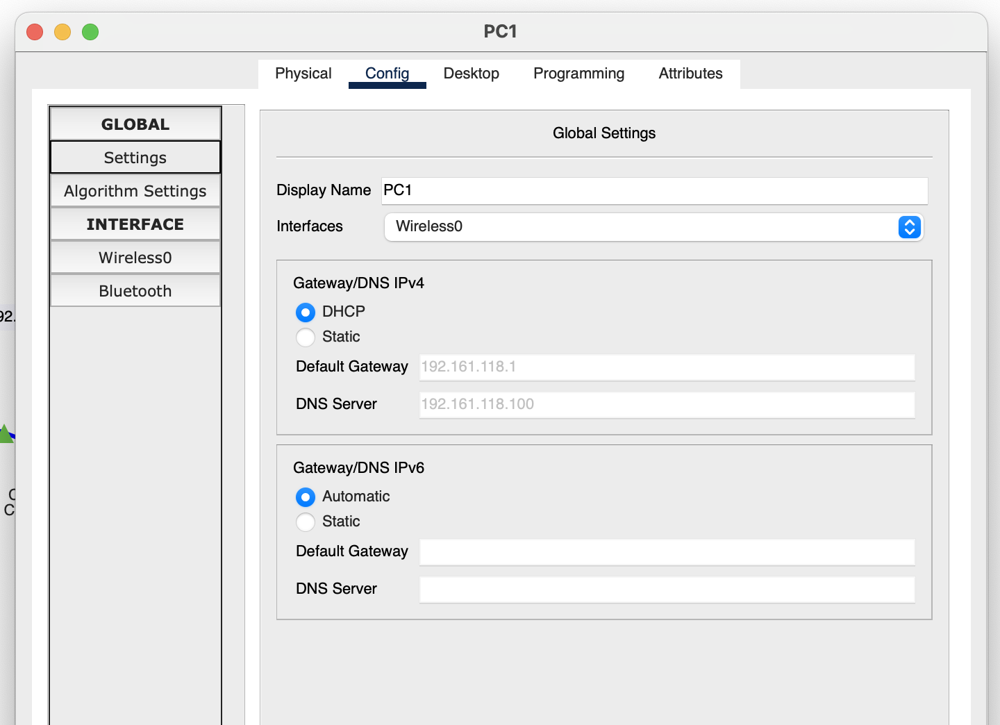 PC1
Physical Config Desktop Programming Attributes
GLOBAL
Settings
Algorithm Settings
INTERFACE
Wireless0
Bluetooth
Global Settings
Display Name PC1
Interfaces Wireless0
Gateway/DNS IPv4
DHCP
Static
Default Gateway 192.161.118.1
DNS Server 192.161.118.100
Gateway/DNS IPv6
Automatic
Static
Default Gateway
DNS Server
92.
C